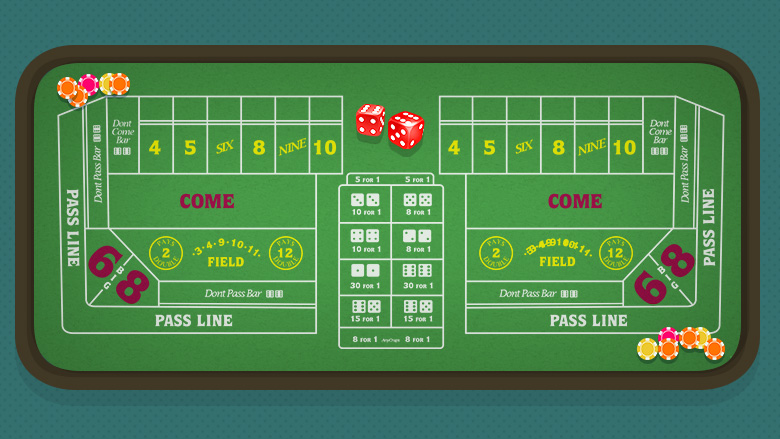 Dont
Come
Bar
4 5 SIX 8 NINE 10
Dont Pass Bar
PASS LINE
COME
PAYS
2
DOUBLE
·3·4·9·10·11·
FIELD
PAYS
12
DOUBLE
6
8
BIG
Dont Pass Bar
PASS LINE
5 FOR 1 5 FOR 1
10 FOR 1 8 FOR 1
10 FOR 1 8 FOR 1
30 FOR 1 30 FOR 1
15 FOR 1 15 FOR 1
8 FOR 1 AnyCraps 8 FOR 1
4 5 SIX 8 NINE 10
Dont
Come
Bar
Dont Pass Bar
PASS LINE
COME
PAYS
2
DOUBLE
FIELD
PAYS
12
DOUBLE
6
8
BIG
Dont Pass Bar
PASS LINE